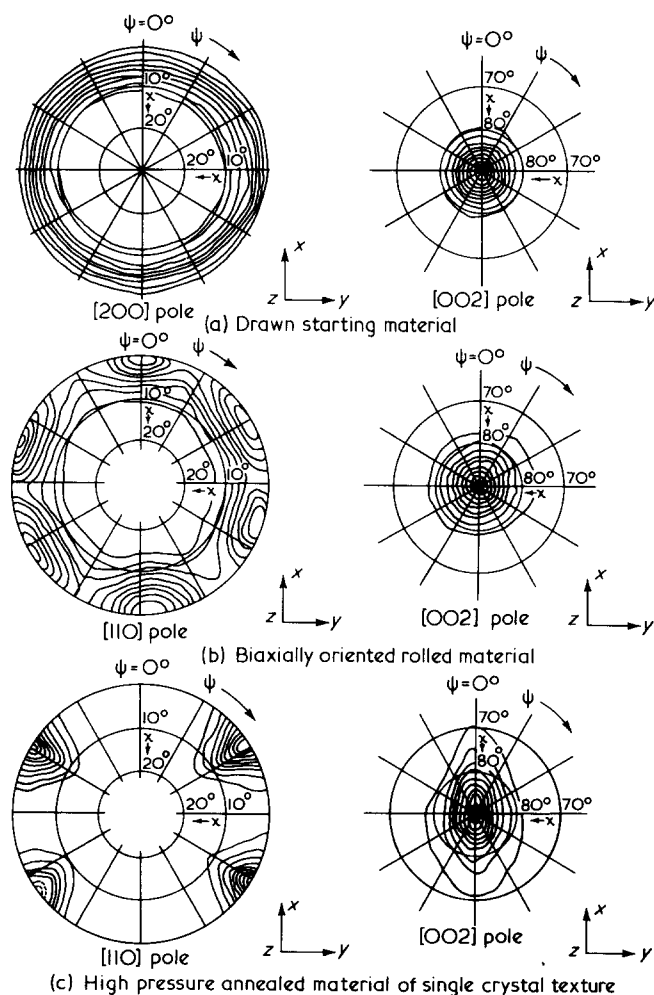 ψ=0° ψ ψ=0° ψ
10° 70°
x x
20° 80°
20° 10° 80° 70°
←x ←x
x x
z y z y
[200] pole [002] pole
(a) Drawn starting material
ψ=0° ψ ψ=0° ψ
10° 70°
x x
20° 80°
20° 10° 80° 70°
←x ←x
x x
z y z y
[110] pole [002] pole
(b) Biaxially oriented rolled material
ψ=0° ψ ψ=0° ψ
10° 70°
x x
20° 80°
20° 10° 80° 70°
←x ←x
x x
z y z y
[110] pole [002] pole
(c) High pressure annealed material of single crystal texture